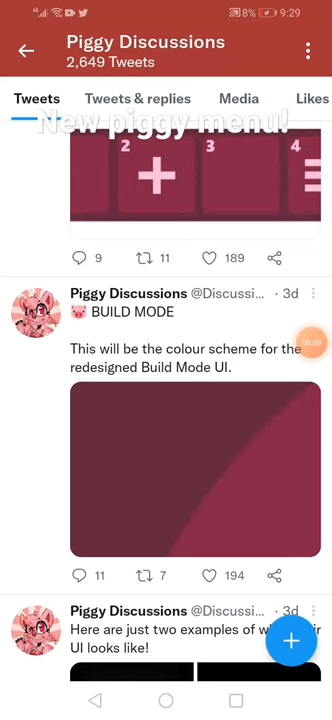 8% 9:29
Piggy Discussions
2,649 Tweets
Tweets Tweets & replies Media Likes
New piggy menu!
2 3 4
9 11 189
Piggy Discussions @Discussi... · 3d
BUILD MODE
This will be the colour scheme for the
redesigned Build Mode UI.
00:00
11 7 194
Piggy Discussions @Discussi... · 3d
Here are just two examples of w
UI looks like!